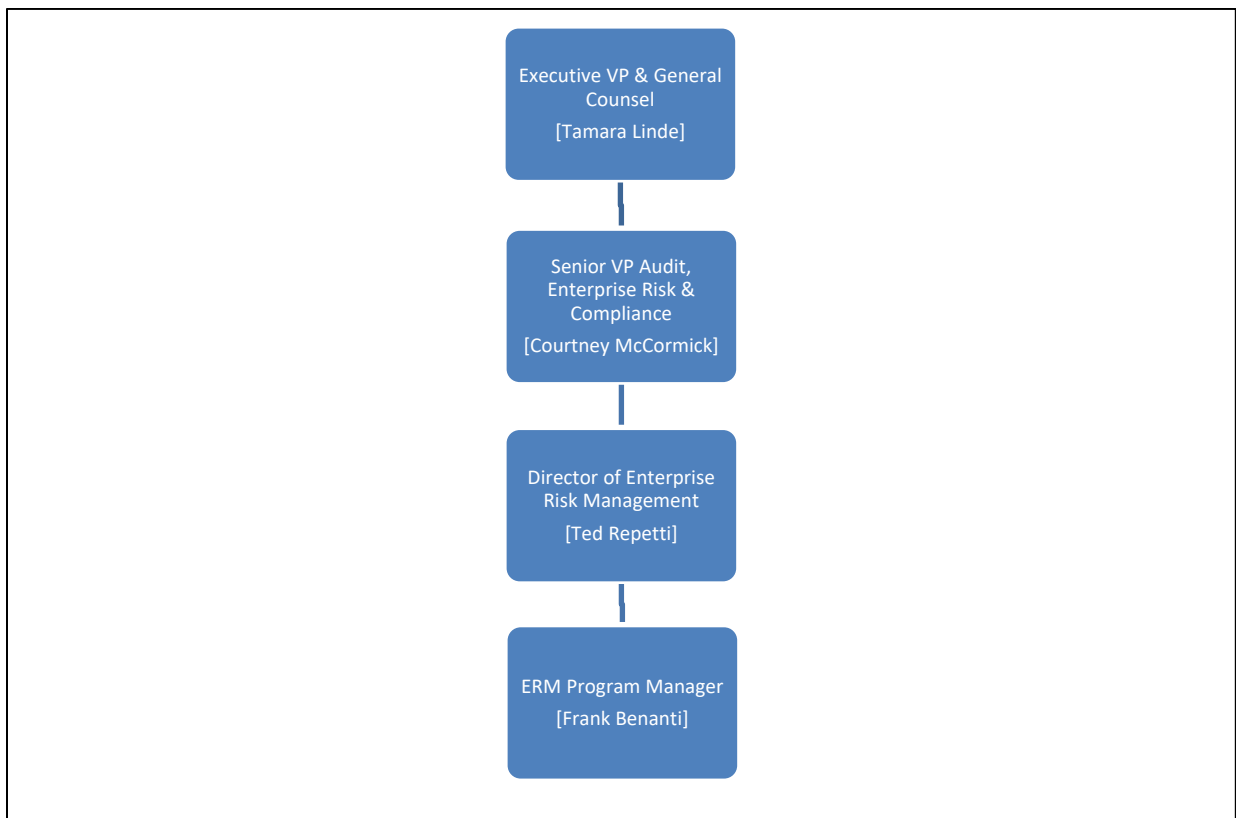 Executive VP & General
Counsel
[Tamara Linde]
Senior VP Audit,
Enterprise Risk &
Compliance
[Courtney McCormick]
Director of Enterprise
Risk Management
[Ted Repetti]
ERM Program Manager
[Frank Benanti]